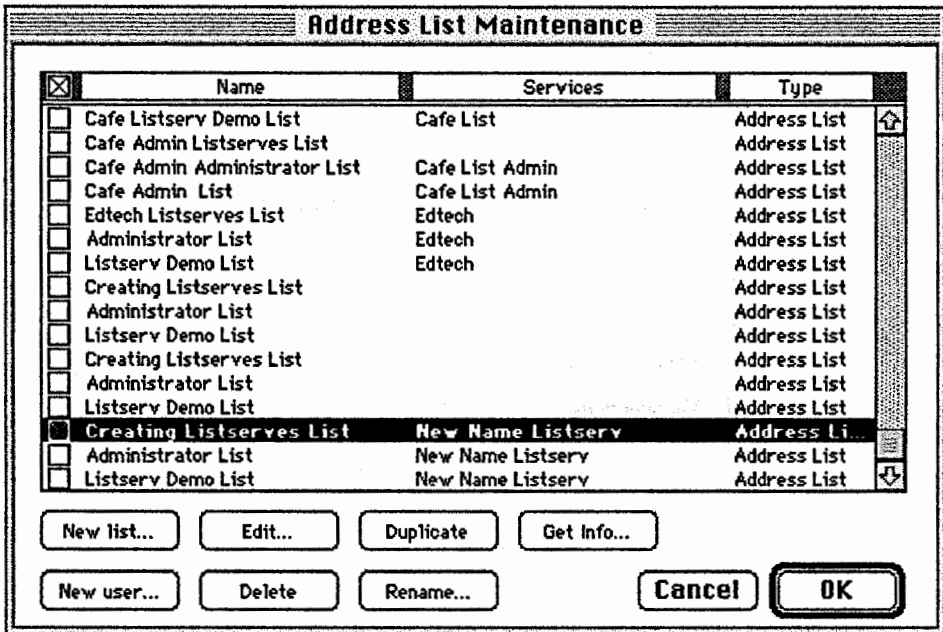 Address List Maintenance
Name Services Type
Cafe Listserv Demo List Cafe List Address List
Cafe Admin Listserves List Address List
Cafe Admin Administrator List Cafe List Admin Address List
Cafe Admin List Cafe List Admin Address List
Edtech Listserves List Edtech Address List
Administrator List Edtech Address List
Listserv Demo List Edtech Address List
Creating Listserves List Address List
Administrator List Address List
Listserv Demo List Address List
Creating Listserves List Address List
Administrator List Address List
Listserv Demo List Address List
Creating Listserves List New Name Listserv Address Li...
Administrator List New Name Listserv Address List
Listserv Demo List New Name Listserv Address List
New list... Edit... Duplicate Get Info...
New user... Delete Rename... Cancel OK